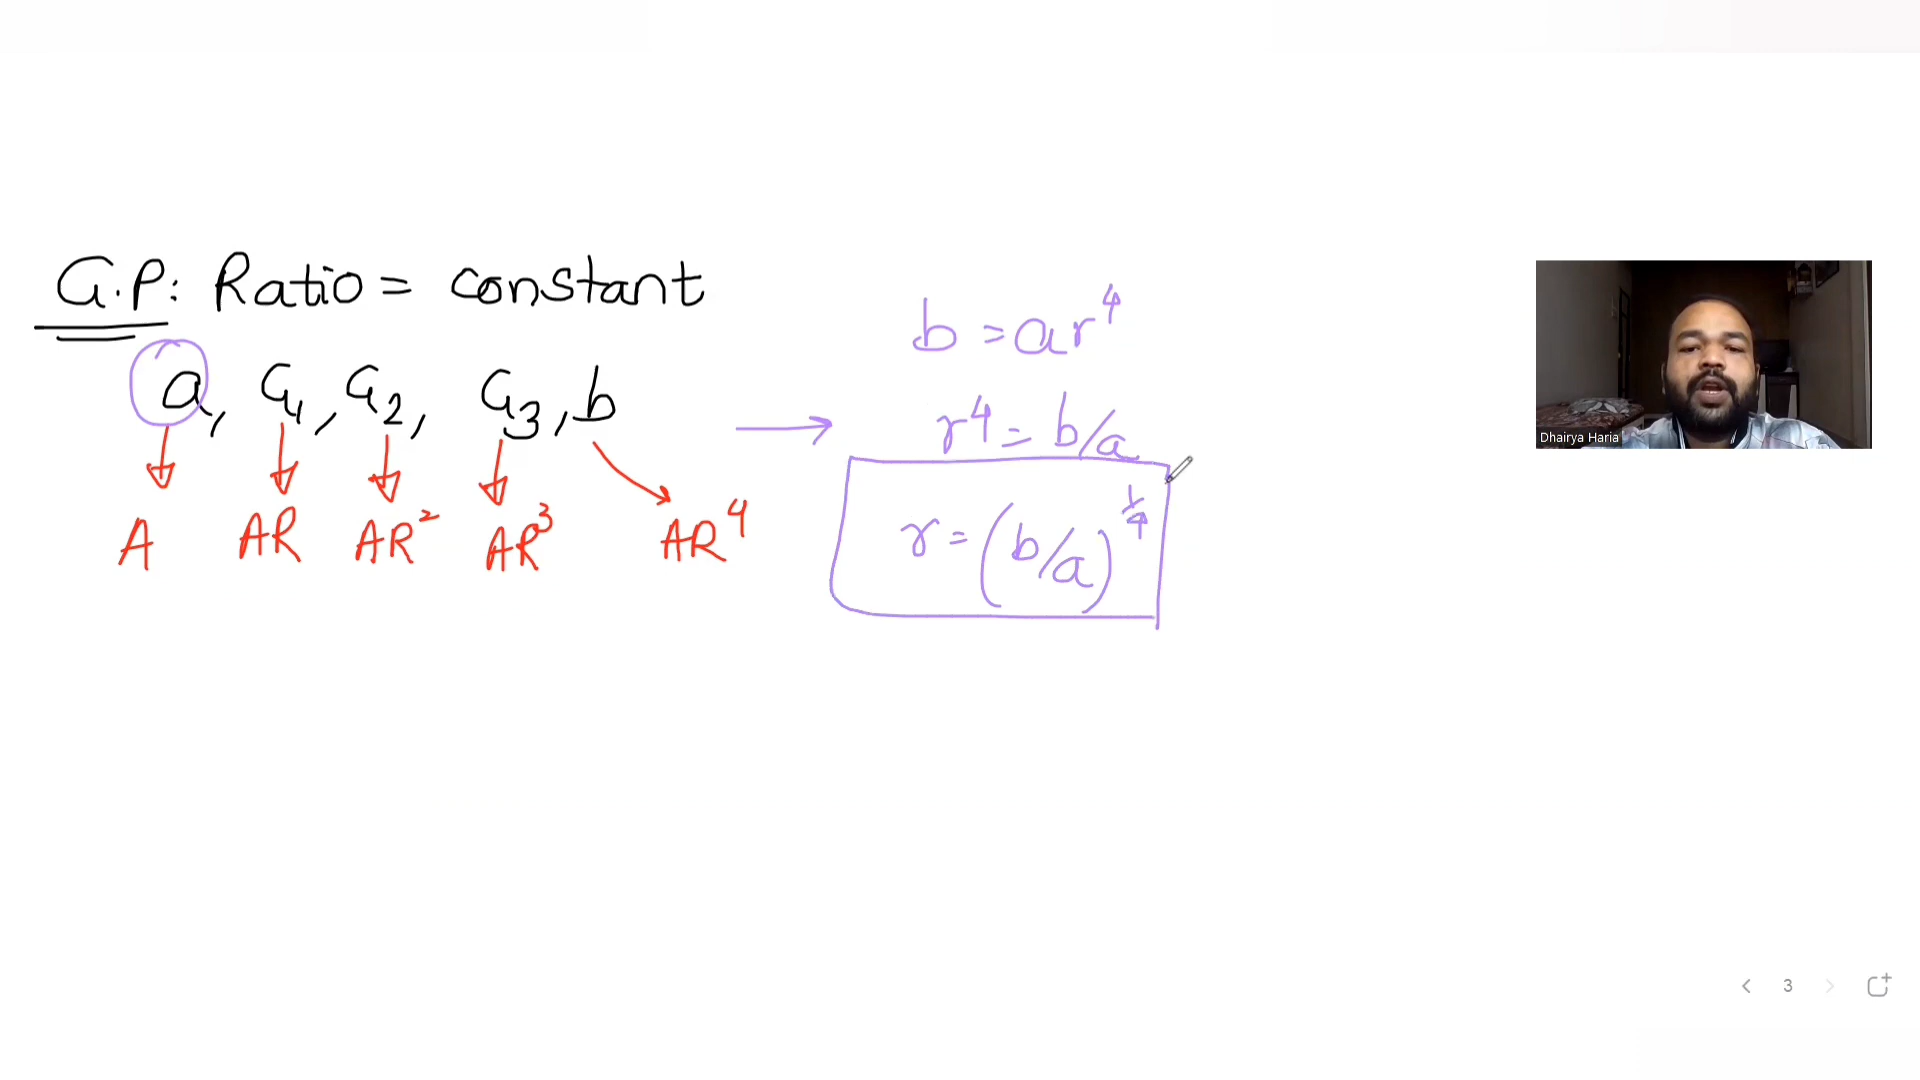 G.P: Ratio = constant
a, G₁, G₂, G₃, b
A AR AR² AR³ AR⁴
b = ar⁴
r⁴ = b/a
r = (b/a)^1/4
Dhairya Haria
3